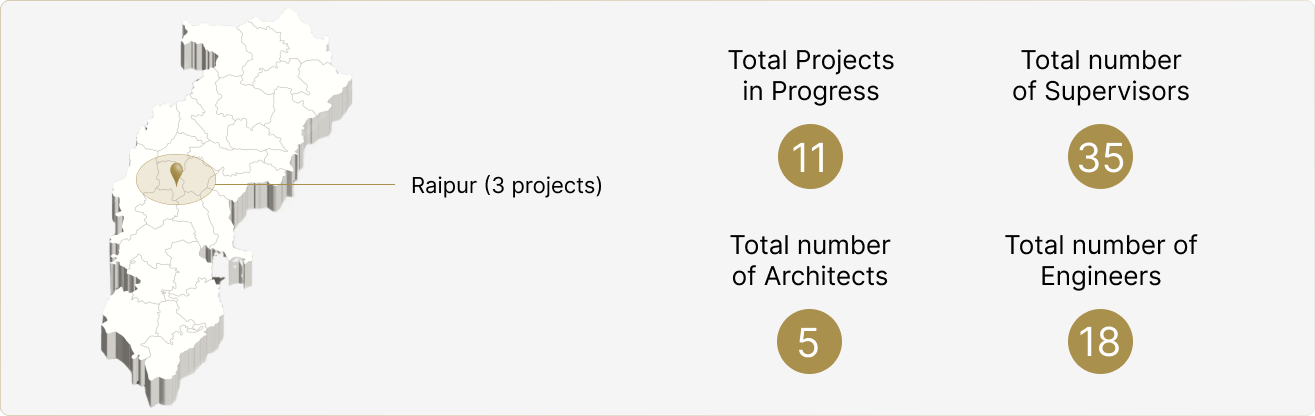 Raipur (3 projects)
Total Projects
in Progress
11
Total number
of Supervisors
35
Total number
of Architects
5
Total number of
Engineers
18